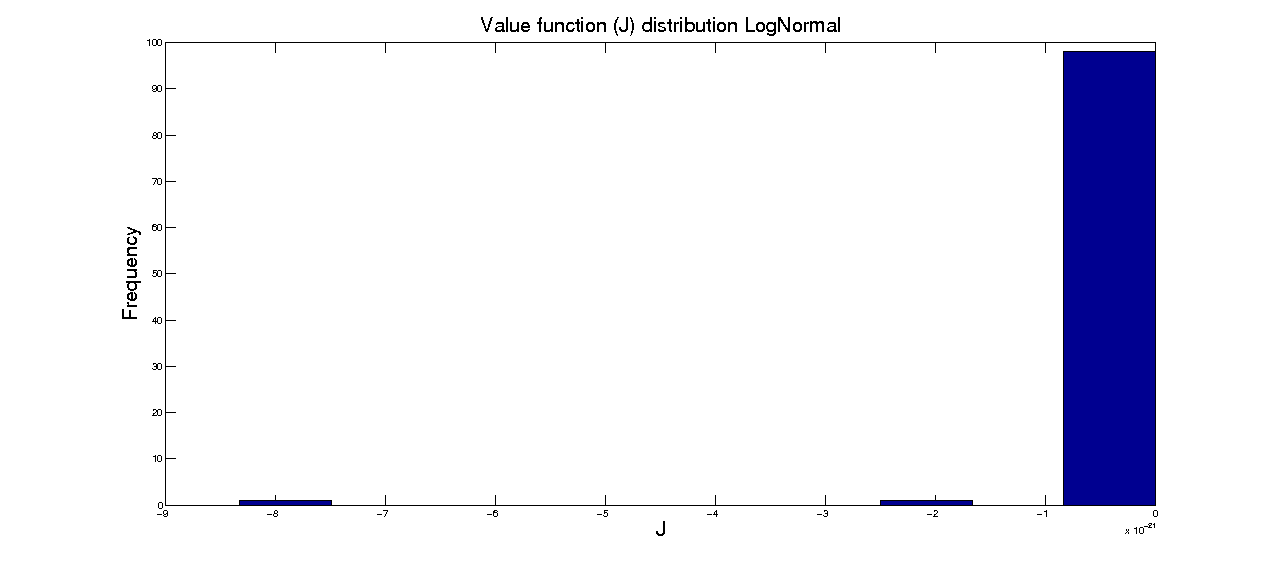 Value function (J) distribution LogNormal
100
90
80
70
60
50
40
30
20
10
0
Frequency
−9 −8 −7 −6 −5 −4 −3 −2 −1 0
J
x 10⁻²¹